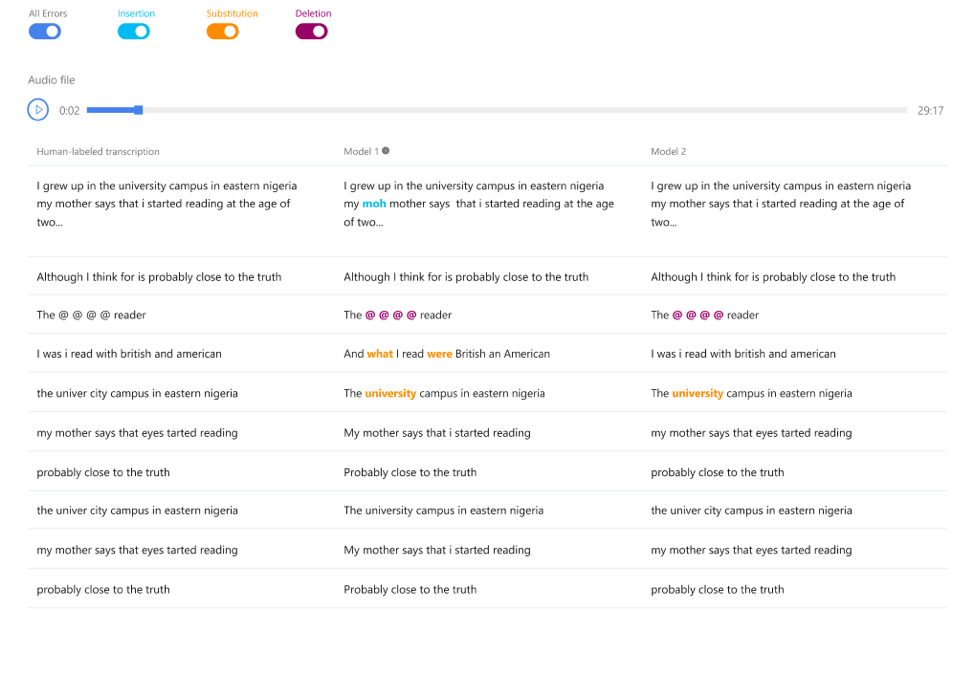 All Errors Insertion Substitution Deletion
Audio file
0:02 29:17
Human-labeled transcription Model 1 Model 2
I grew up in the university campus in eastern nigeria
my mother says that i started reading at the age of
two...
I grew up in the university campus in eastern nigeria
my moh mother says that i started reading at the age
of two...
I grew up in the university campus in eastern nigeria
my mother says that i started reading at the age of
two...
Although I think for is probably close to the truth Although I think for is probably close to the truth Although I think for is probably close to the truth
The @ @ @ @ reader The @ @ @ @ reader The @ @ @ @ reader
I was i read with british and american And what I read were British an American I was i read with british and american
the univer city campus in eastern nigeria The university campus in eastern nigeria The university campus in eastern nigeria
my mother says that eyes tarted reading My mother says that i started reading my mother says that eyes tarted reading
probably close to the truth Probably close to the truth probably close to the truth
the univer city campus in eastern nigeria The university campus in eastern nigeria the univer city campus in eastern nigeria
my mother says that eyes tarted reading My mother says that i started reading my mother says that eyes tarted reading
probably close to the truth Probably close to the truth probably close to the truth